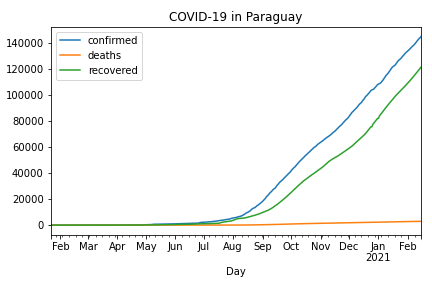 COVID-19 in Paraguay
confirmed
deaths
recovered
140000
120000
100000
80000
60000
40000
20000
0
Feb Mar Apr May Jun Jul Aug Sep Oct Nov Dec Jan Feb
2021
Day